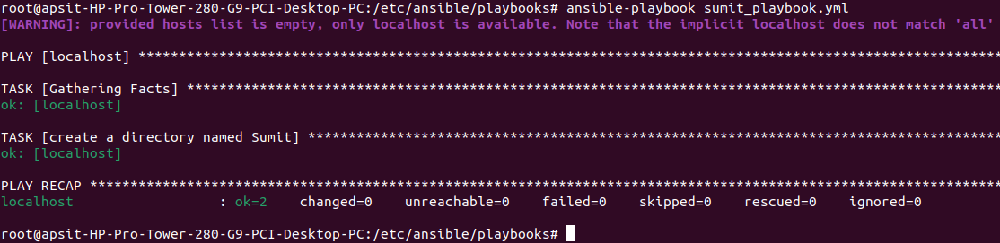 root@apsit-HP-Pro-Tower-280-G9-PCI-Desktop-PC:/etc/ansible/playbooks# ansible-playbook sumit_playbook.yml
[WARNING]: provided hosts list is empty, only localhost is available. Note that the implicit localhost does not match 'all'
PLAY [localhost] ***********************************************************************************************************
TASK [Gathering Facts] *****************************************************************************************************
ok: [localhost]
TASK [create a directory named Sumit] **************************************************************************************
ok: [localhost]
PLAY RECAP *****************************************************************************************************************
localhost                  : ok=2    changed=0    unreachable=0    failed=0    skipped=0    rescued=0    ignored=0
root@apsit-HP-Pro-Tower-280-G9-PCI-Desktop-PC:/etc/ansible/playbooks#